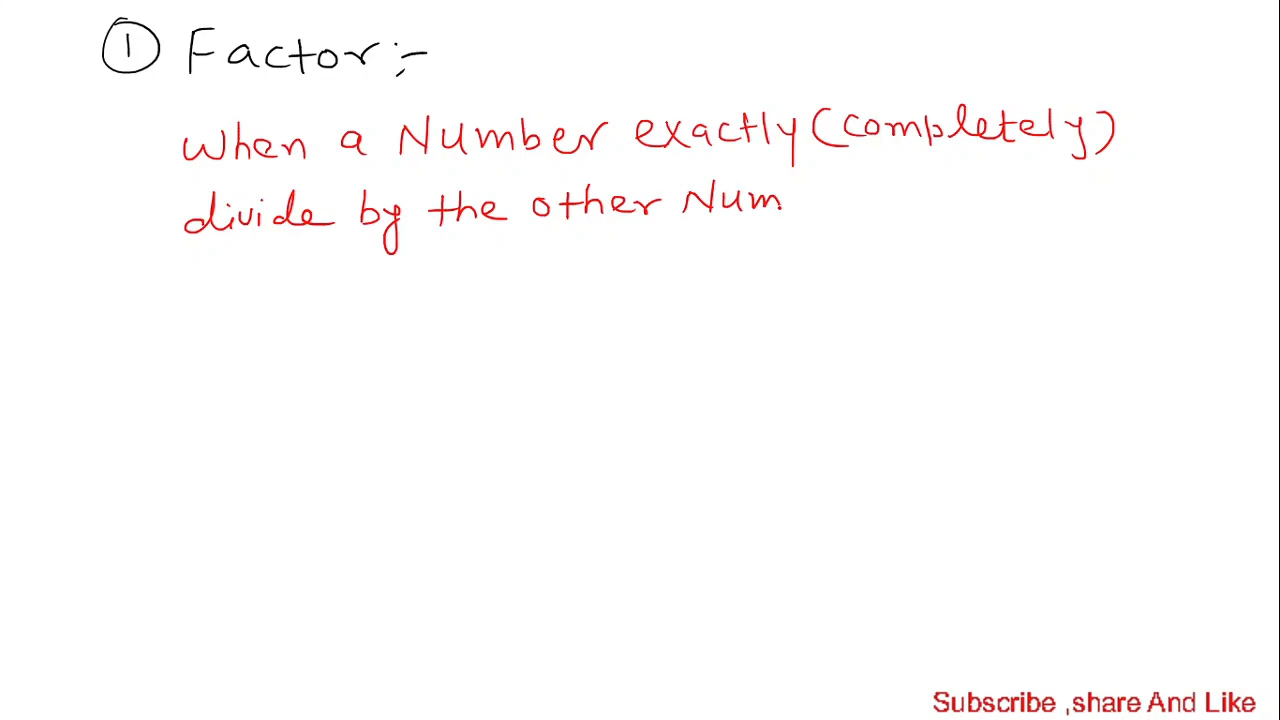 ① Factor:-
When a Number exactly (completely)
divide by the other Num
Subscribe ,share And Like